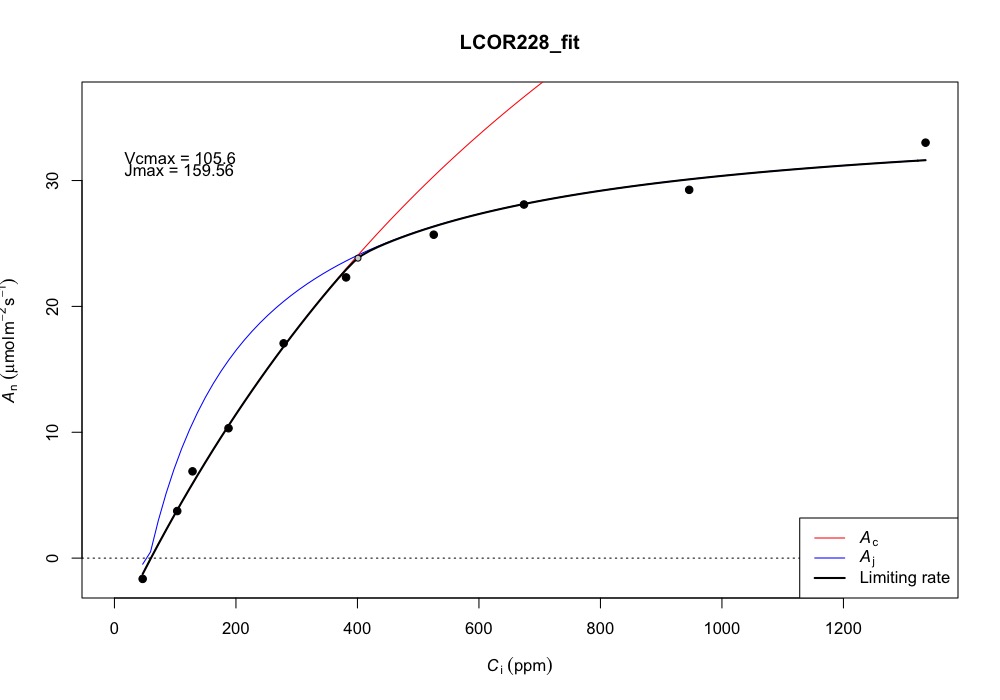 LCOR228_fit
Vcmax = 105.6
Jmax = 159.56
30
20
10
0
Aₙ (μmolm⁻²s⁻¹)
0 200 400 600 800 1000 1200
Cᵢ (ppm)
A꜀
Aⱼ
Limiting rate